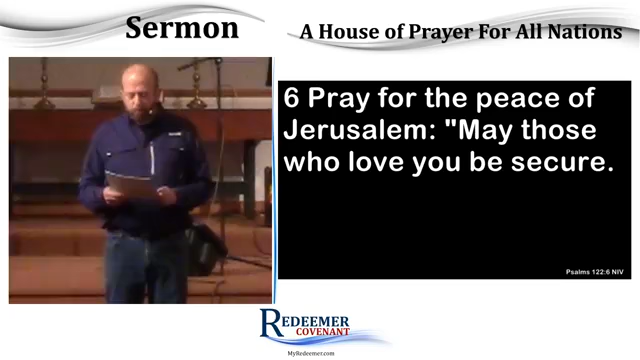 Sermon
A House of Prayer For All Nations
6 Pray for the peace of
Jerusalem: "May those
who love you be secure.
Psalms 122:6 NIV
REDEEMER
COVENANT
MyRedeemer.com